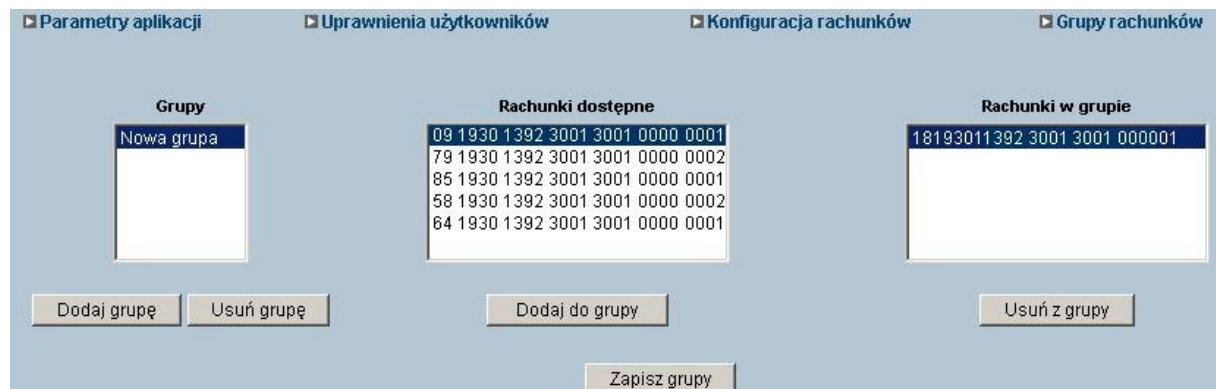 Parametry aplikacji Uprawnienia użytkowników Konfiguracja rachunków Grupy rachunków
Grupy Rachunki dostępne Rachunki w grupie
Nowa grupa
09 1930 1392 3001 3001 0000 0001
79 1930 1392 3001 3001 0000 0002
85 1930 1392 3001 3001 0000 0001
58 1930 1392 3001 3001 0000 0002
64 1930 1392 3001 3001 0000 0001
18193011392 3001 3001 000001
Dodaj grupę Usuń grupę Dodaj do grupy Usuń z grupy
Zapisz grupy